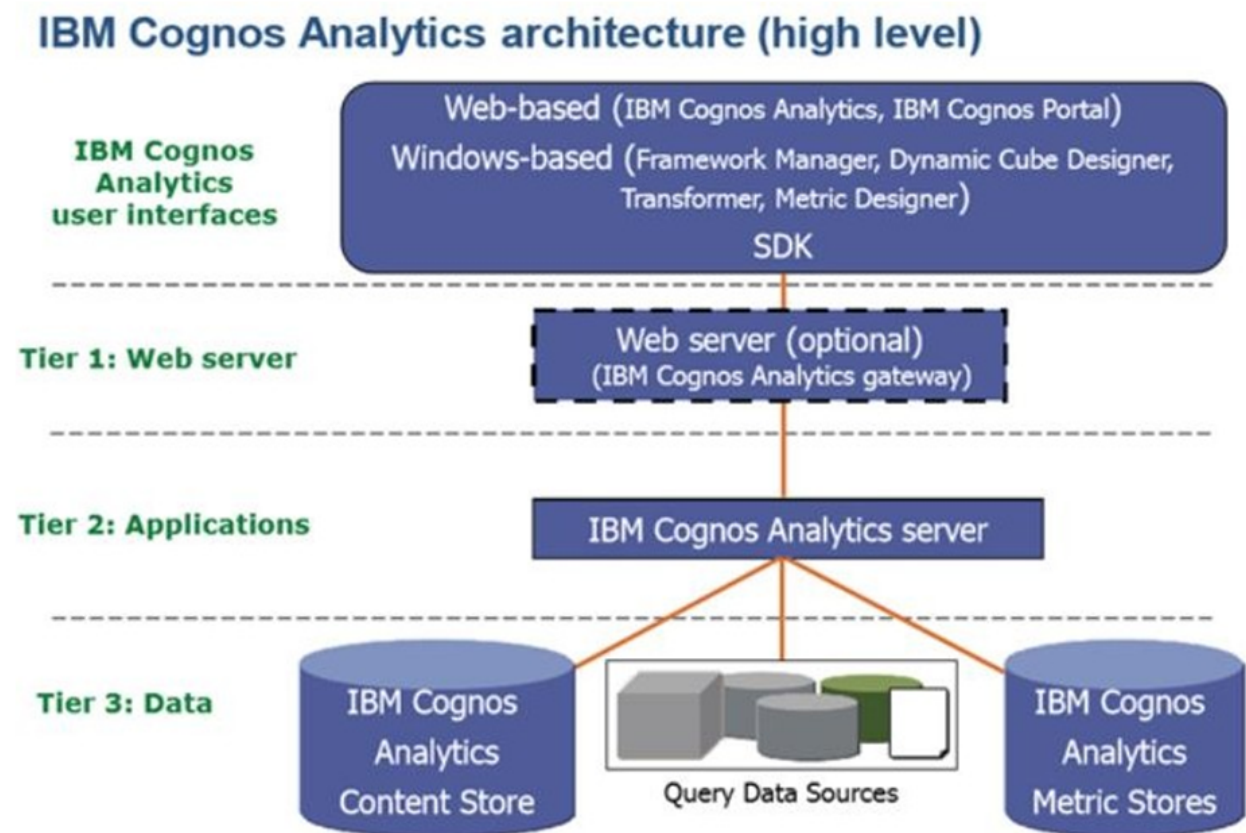 IBM Cognos Analytics architecture (high level)
IBM Cognos
Analytics
user interfaces
Web-based (IBM Cognos Analytics, IBM Cognos Portal)
Windows-based (Framework Manager, Dynamic Cube Designer,
Transformer, Metric Designer)
SDK
Tier 1: Web server
Web server (optional)
(IBM Cognos Analytics gateway)
Tier 2: Applications
IBM Cognos Analytics server
Tier 3: Data
IBM Cognos
Analytics
Content Store
Query Data Sources
IBM Cognos
Analytics
Metric Stores